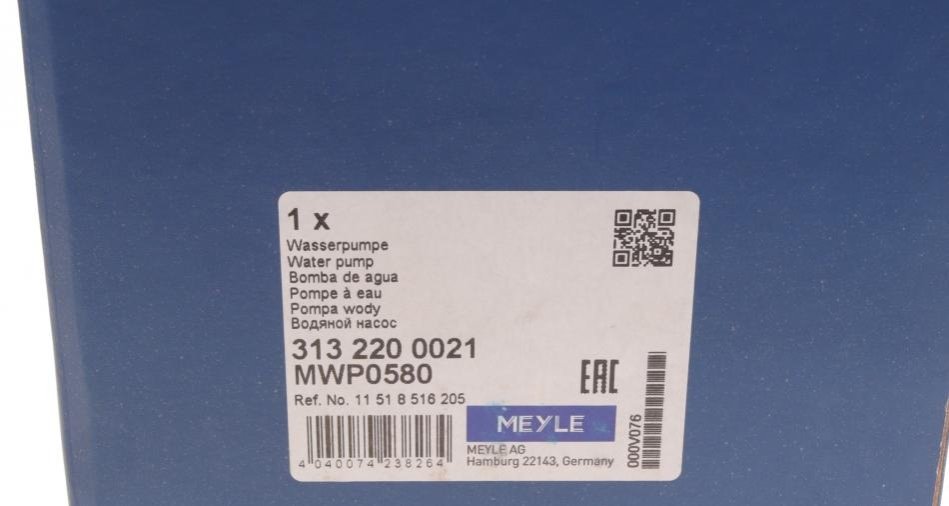 1 x
Wasserpumpe
Water pump
Bomba de agua
Pompe à eau
Pompa wody
Водяной насос
313 220 0021
MWP0580
Ref. No. 11 51 8 516 205
EAC
4 040074 238264
MEYLE
MEYLE AG
Hamburg 22143, Germany
000V076